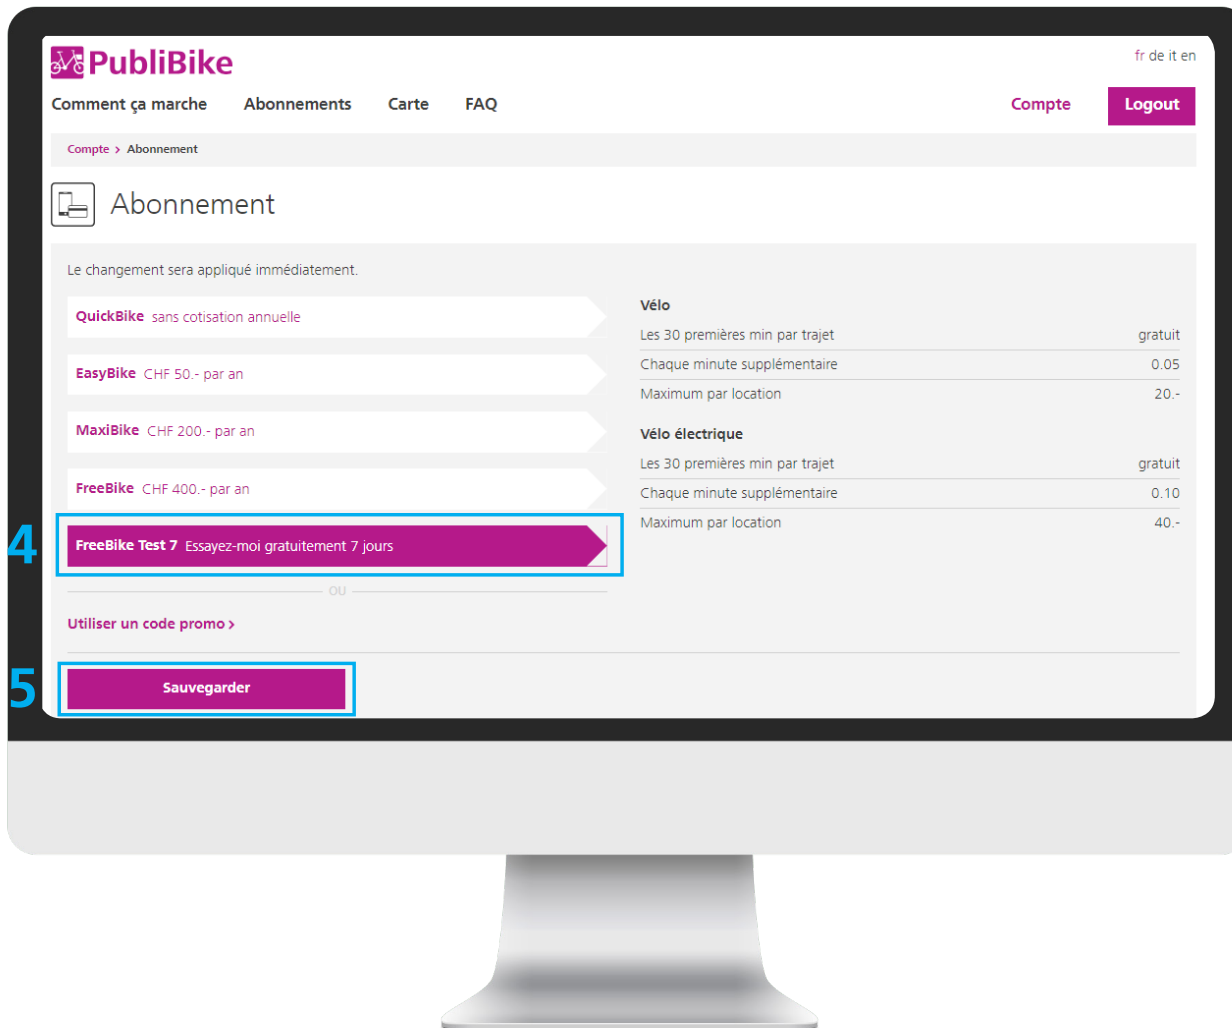 PubliBike
fr de it en
Comment ça marche Abonnements Carte FAQ Compte Logout
Compte > Abonnement
Abonnement
Le changement sera appliqué immédiatement.
QuickBike sans cotisation annuelle
EasyBike CHF 50.- par an
MaxiBike CHF 200.- par an
FreeBike CHF 400.- par an
4
FreeBike Test 7 Essayez-moi gratuitement 7 jours
OU
Utiliser un code promo >
5
Sauvegarder
Vélo
Les 30 premières min par trajet gratuit
Chaque minute supplémentaire 0.05
Maximum par location 20.-
Vélo électrique
Les 30 premières min par trajet gratuit
Chaque minute supplémentaire 0.10
Maximum par location 40.-